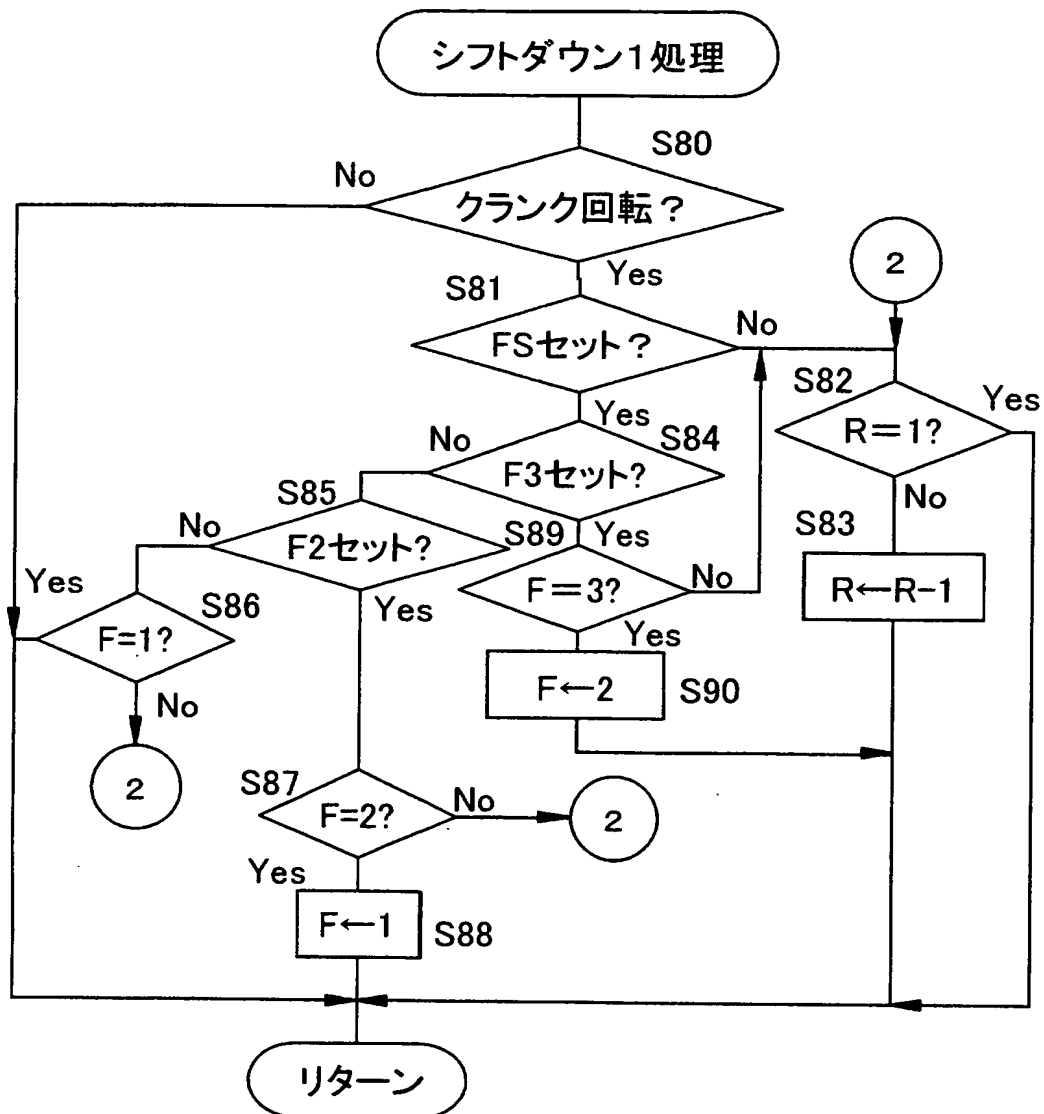 シフトダウン1処理
S80
No
クランク回転?
Yes
2
S81
FSセット?
No
S82
Yes
R=1?
Yes
No
S84
F3セット?
No
S83
R←R-1
S85
No
F2セット?
Yes
S89
Yes
F=3?
No
Yes
S86
F=1?
No
Yes
F←2
S90
2
S87
F=2?
No
2
Yes
F←1
S88
リターン